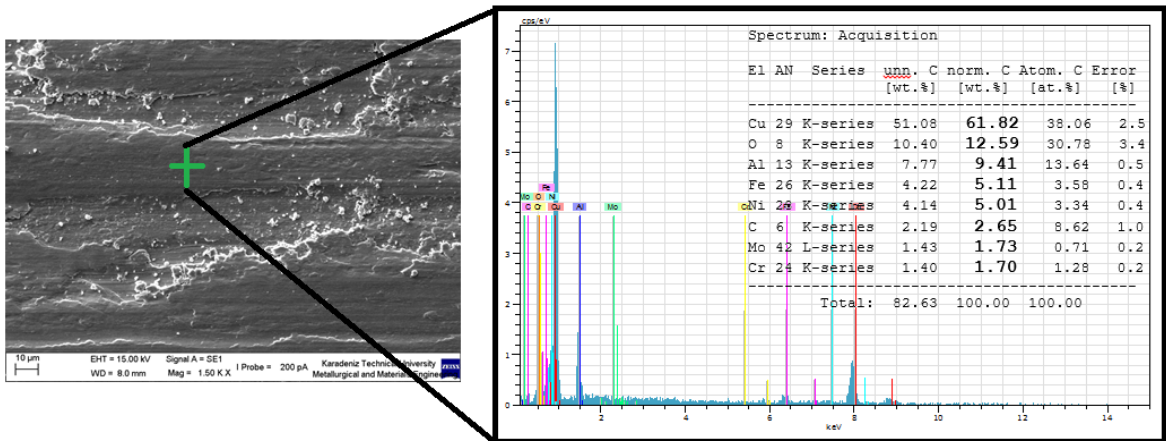 10 µm
EHT = 15.00 kV
WD = 8.0 mm
Signal A = SE1
Mag = 1.50 K X
I Probe = 200 pA
Karadeniz Technical University
Metallurgical and Materials Engineering
ZEISS
cps/eV
Spectrum: Acquisition
El AN Series unn. C norm. C Atom. C Error
[wt.%] [wt.%] [at.%] [%]
Cu 29 K-series 51.08 61.82 38.06 2.5
O 8 K-series 10.40 12.59 30.78 3.4
Al 13 K-series 7.77 9.41 13.64 0.5
Fe 26 K-series 4.22 5.11 3.58 0.4
Ni 28 K-series 4.14 5.01 3.34 0.4
C 6 K-series 2.19 2.65 8.62 1.0
Mo 42 L-series 1.43 1.73 0.71 0.2
Cr 24 K-series 1.40 1.70 1.28 0.2
Total: 82.63 100.00 100.00
7
6
5
4
3
2
1
0
Fe
Mo O Ni
C Cr Cu Al Mo
2 4 6 8 10 12 14
keV